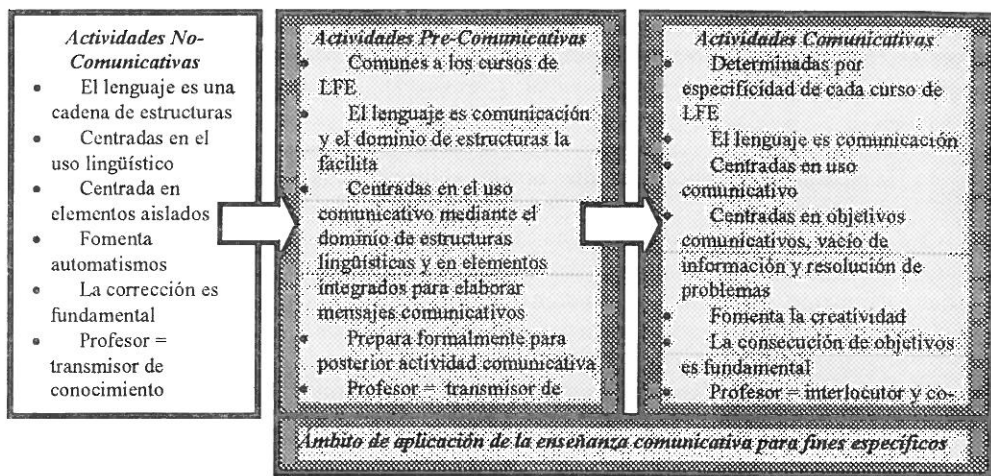 Actividades No-
Comunicativas
• El lenguaje es una
cadena de estructuras
• Centradas en el
uso lingüístico
• Centrada en
elementos aislados
• Fomenta
automatismos
• La corrección es
fundamental
• Profesor =
transmisor de
conocimiento
Actividades Pre-Comunicativas
• Comunes a los cursos de
LFE
• El lenguaje es comunicación
y el dominio de estructuras la
facilita
• Centradas en el uso
comunicativo mediante el
dominio de estructuras
lingüísticas y en elementos
integrados para elaborar
mensajes comunicativos
• Prepara formalmente para
posterior actividad comunicativa
• Profesor = transmisor de
Actividades Comunicativas
• Determinadas por
especificidad de cada curso de
LFE
• El lenguaje es comunicación
• Centradas en uso
comunicativo
• Centradas en objetivos
comunicativos, vacío de
información y resolución de
problemas
• Fomenta la creatividad
• La consecución de objetivos
es fundamental
• Profesor = interlocutor y co-
Ámbito de aplicación de la enseñanza comunicativa para fines específicos